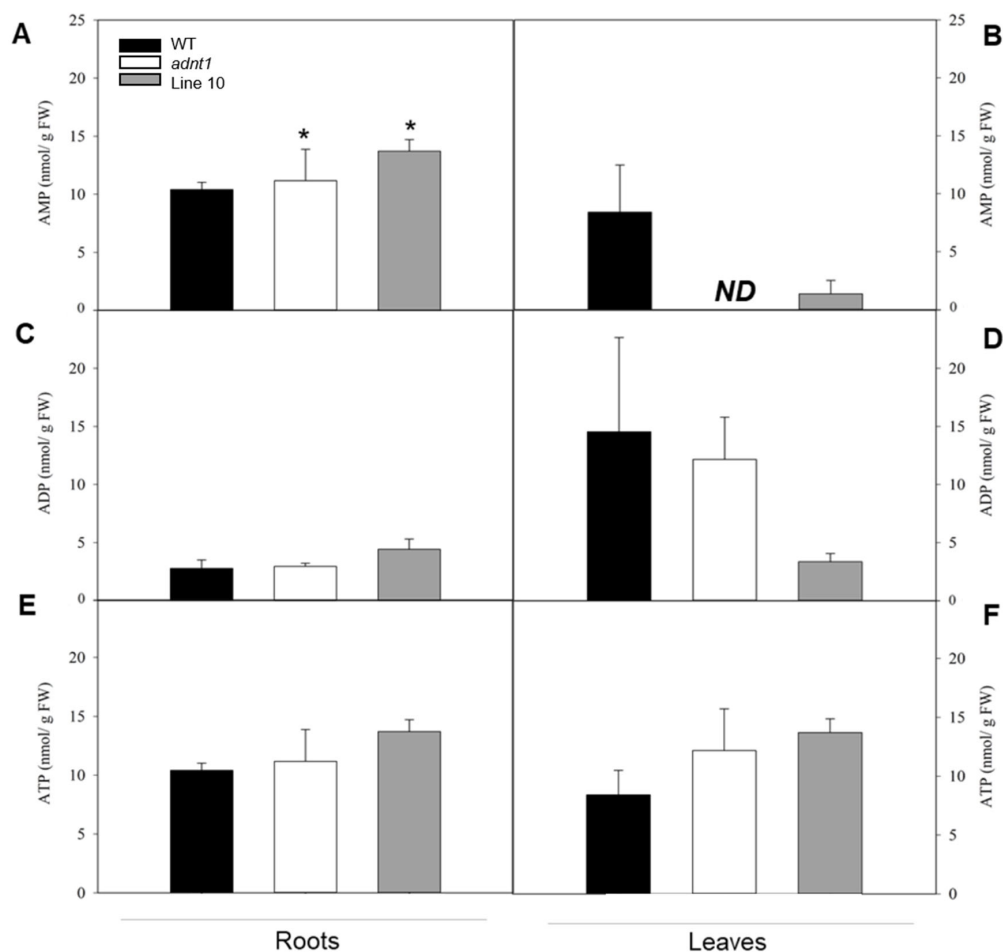 A
B
25
20
15
10
5
0
AMP (nmol/ g FW)
WT
adnt1
Line 10
*
*
ND
25
20
15
10
5
0
AMP (nmol/ g FW)
C
D
20
15
10
5
0
ADP (nmol/ g FW)
20
15
10
5
0
ADP (nmol/ g FW)
E
F
20
15
10
5
0
ATP (nmol/ g FW)
20
15
10
5
0
ATP (nmol/ g FW)
Roots
Leaves